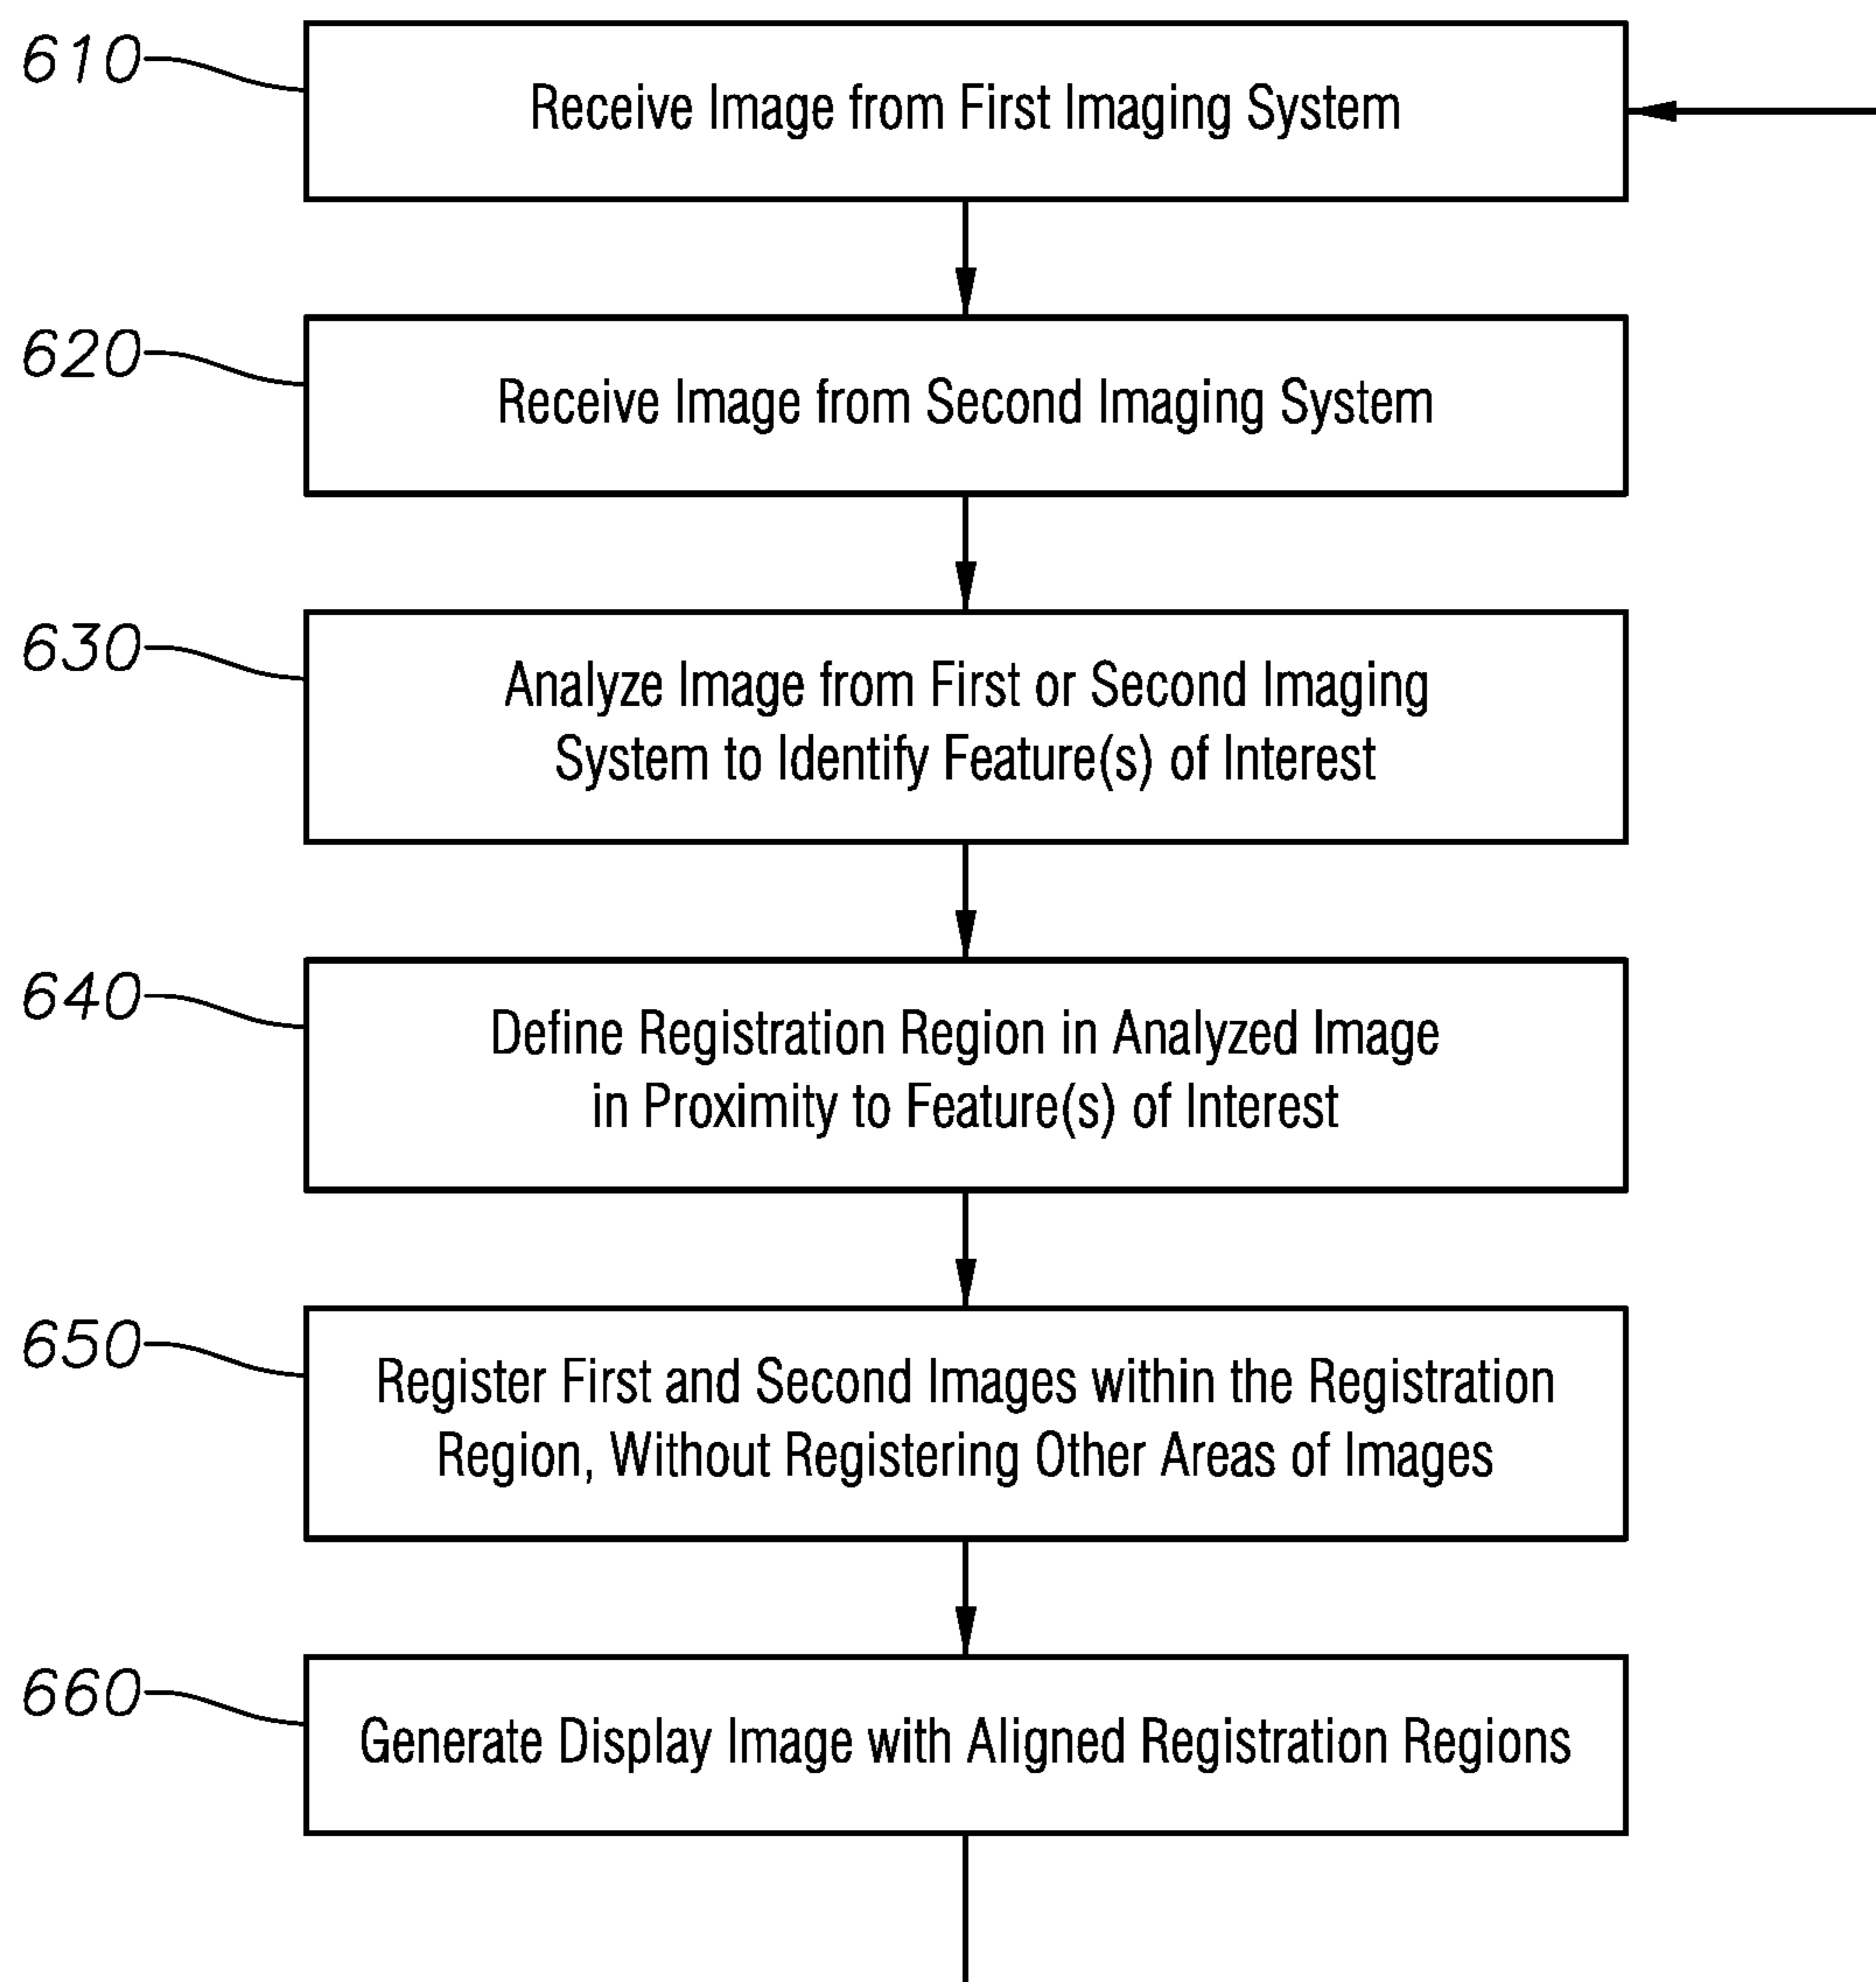 610
Receive Image from First Imaging System
620
Receive Image from Second Imaging System
630
Analyze Image from First or Second Imaging
System to Identify Feature(s) of Interest
640
Define Registration Region in Analyzed Image
in Proximity to Feature(s) of Interest
650
Register First and Second Images within the Registration
Region, Without Registering Other Areas of Images
660
Generate Display Image with Aligned Registration Regions